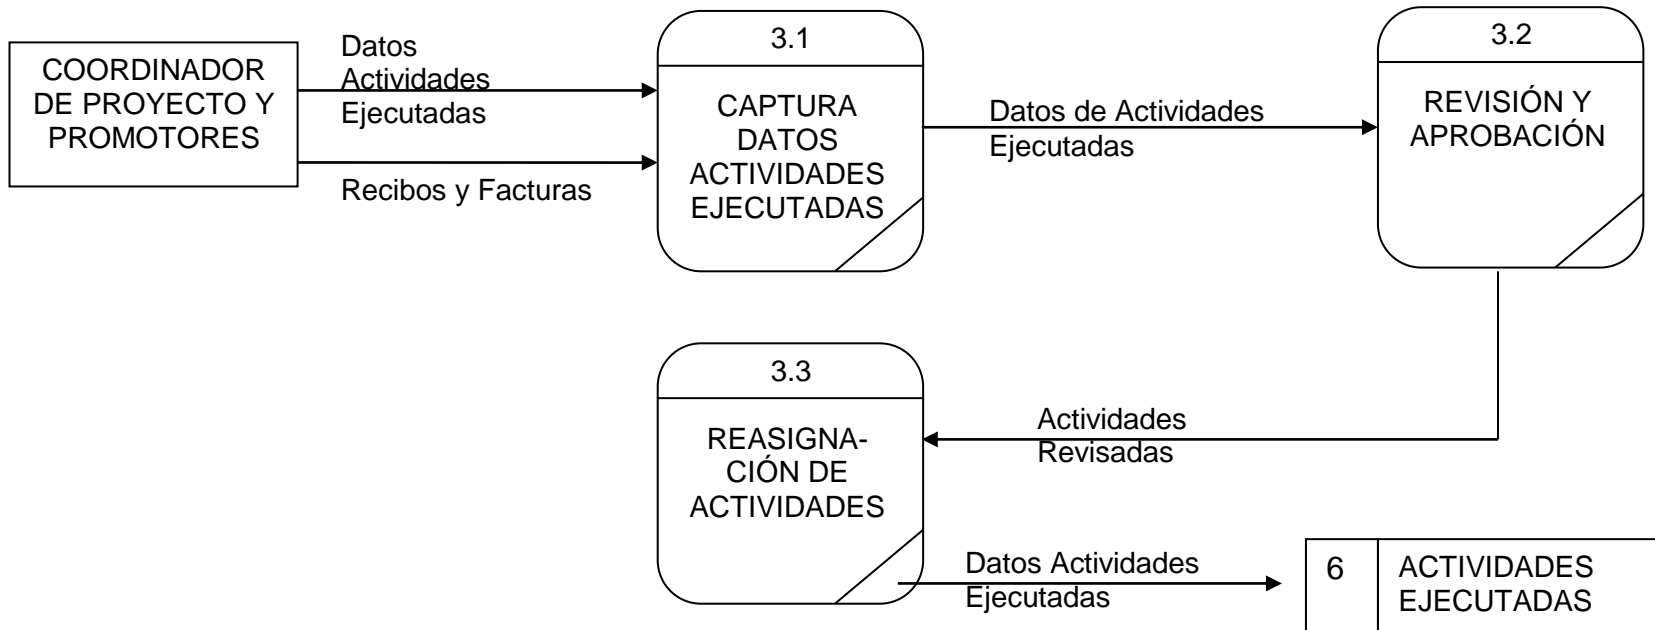 COORDINADOR
DE PROYECTO Y
PROMOTORES
Datos
Actividades
Ejecutadas
Recibos y Facturas
3.1
CAPTURA
DATOS
ACTIVIDADES
EJECUTADAS
Datos de Actividades
Ejecutadas
3.2
REVISIÓN Y
APROBACIÓN
3.3
REASIGNA-
CIÓN DE
ACTIVIDADES
Actividades
Revisadas
Datos Actividades
Ejecutadas
6
ACTIVIDADES
EJECUTADAS